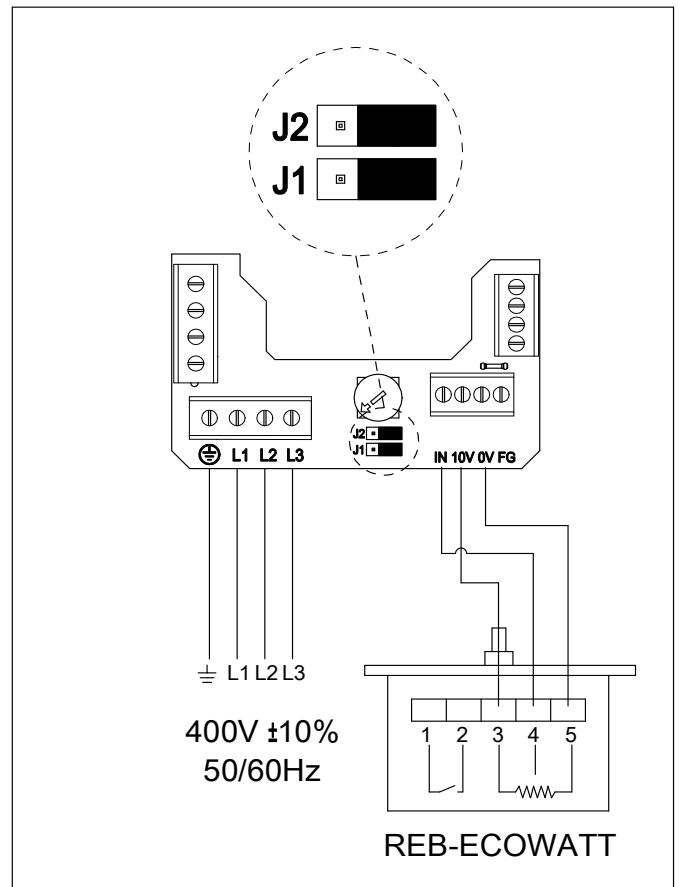 J2
J1
L1 L2 L3
J2
J1
IN 10V 0V FG
L1 L2 L3
400V ±10%
50/60Hz
1 2 3 4 5
REB-ECOWATT